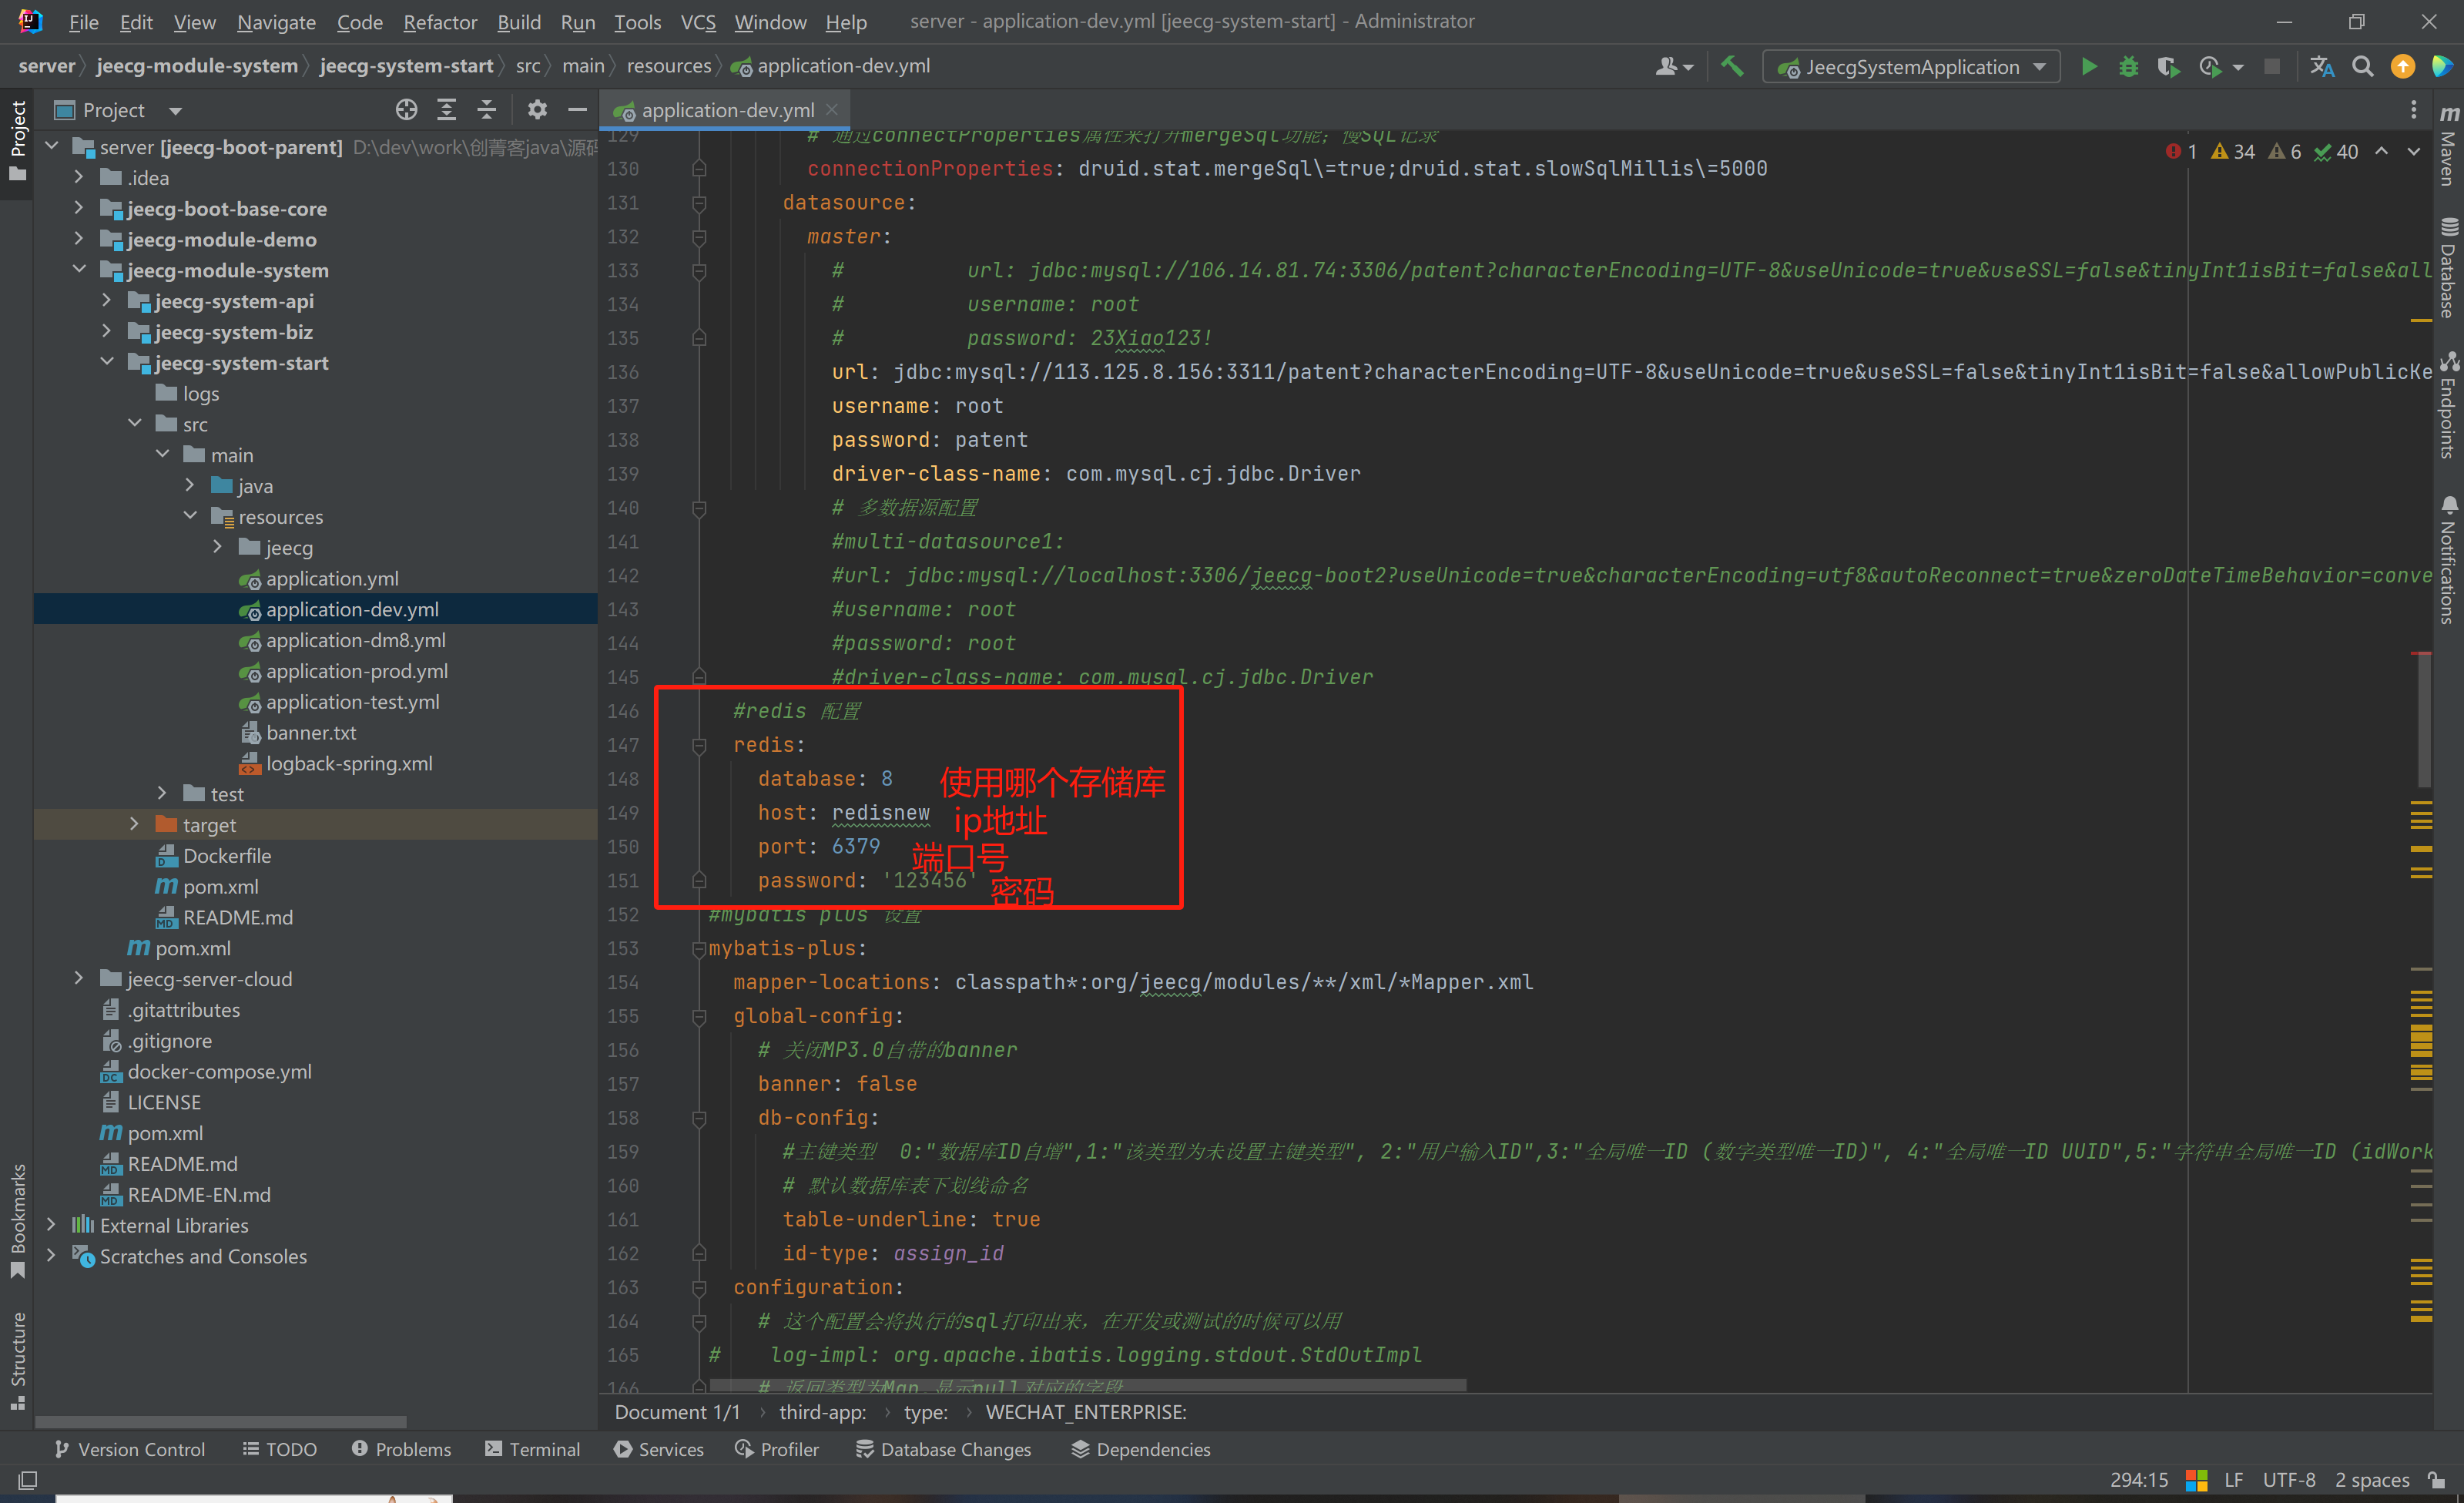 File Edit View Navigate Code Refactor Build Run Tools VCS Window Help server - application-dev.yml [jeecg-system-start] - Administrator
server jeecg-module-system jeecg-system-start src main resources application-dev.yml JeecgSystemApplication
Project
Project
server [jeecg-boot-parent] D:\dev\work\创菁客java\源码
.idea
jeecg-boot-base-core
jeecg-module-demo
jeecg-module-system
jeecg-system-api
jeecg-system-biz
jeecg-system-start
logs
src
main
java
resources
jeecg
application.yml
application-dev.yml
application-dm8.yml
application-prod.yml
application-test.yml
banner.txt
logback-spring.xml
test
target
Dockerfile
pom.xml
README.md
pom.xml
jeecg-server-cloud
.gitattributes
.gitignore
docker-compose.yml
LICENSE
pom.xml
README.md
README-EN.md
External Libraries
Scratches and Consoles
Bookmarks
Structure
application-dev.yml
1 34 6 40
129 # 通过connectProperties属性来打开mergeSql功能；慢SQL记录
130 connectionProperties: druid.stat.mergeSql\=true;druid.stat.slowSqlMillis\=5000
131 datasource:
132 master:
133 # url: jdbc:mysql://106.14.81.74:3306/patent?characterEncoding=UTF-8&useUnicode=true&useSSL=false&tinyInt1isBit=false&all
134 # username: root
135 # password: 23Xiao123!
136 url: jdbc:mysql://113.125.8.156:3311/patent?characterEncoding=UTF-8&useUnicode=true&useSSL=false&tinyInt1isBit=false&allowPublicKe
137 username: root
138 password: patent
139 driver-class-name: com.mysql.cj.jdbc.Driver
140 # 多数据源配置
141 #multi-datasource1:
142 #url: jdbc:mysql://localhost:3306/jeecg-boot2?useUnicode=true&characterEncoding=utf8&autoReconnect=true&zeroDateTimeBehavior=conve
143 #username: root
144 #password: root
145 #driver-class-name: com.mysql.cj.jdbc.Driver
146 #redis 配置
147 redis:
148 database: 8 使用哪个存储库
149 host: redisnew ip地址
150 port: 6379 端口号
151 password: '123456' 密码
152 #mybatis plus 设置
153 mybatis-plus:
154 mapper-locations: classpath*:org/jeecg/modules/**/xml/*Mapper.xml
155 global-config:
156 # 关闭MP3.0自带的banner
157 banner: false
158 db-config:
159 #主键类型 0:"数据库ID自增",1:"该类型为未设置主键类型", 2:"用户输入ID",3:"全局唯一ID (数字类型唯一ID)", 4:"全局唯一ID UUID",5:"字符串全局唯一ID (idWork
160 # 默认数据库表下划线命名
161 table-underline: true
162 id-type: assign_id
163 configuration:
164 # 这个配置会将执行的sql打印出来，在开发或测试的时候可以用
165 # log-impl: org.apache.ibatis.logging.stdout.StdOutImpl
166 # 返回类型为Map,显示null对应的字段
Maven
Database
Endpoints
Notifications
Document 1/1 third-app: type: WECHAT_ENTERPRISE:
Version Control TODO Problems Terminal Services Profiler Database Changes Dependencies
294:15 LF UTF-8 2 spaces